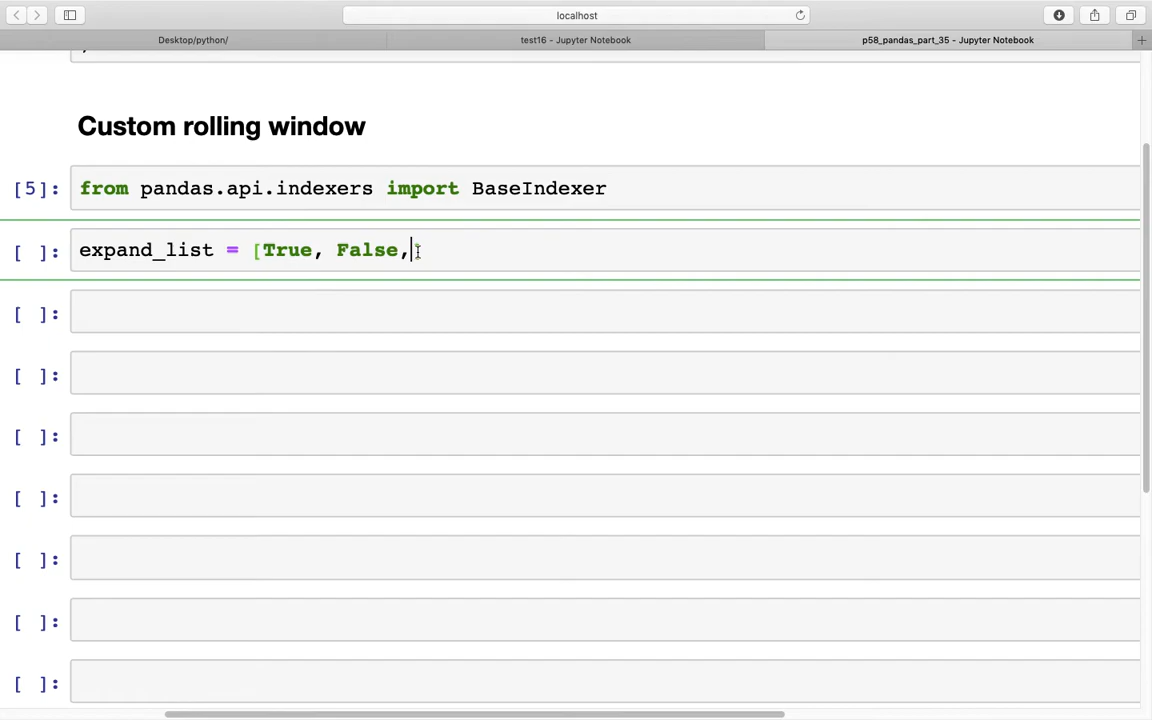 localhost
Desktop/python/
test16 - Jupyter Notebook
p58_pandas_part_35 - Jupyter Notebook
Custom rolling window
[5]: from pandas.api.indexers import BaseIndexer
[ ]: expand_list = [True, False,
[ ]:
[ ]:
[ ]:
[ ]:
[ ]:
[ ]:
[ ]: